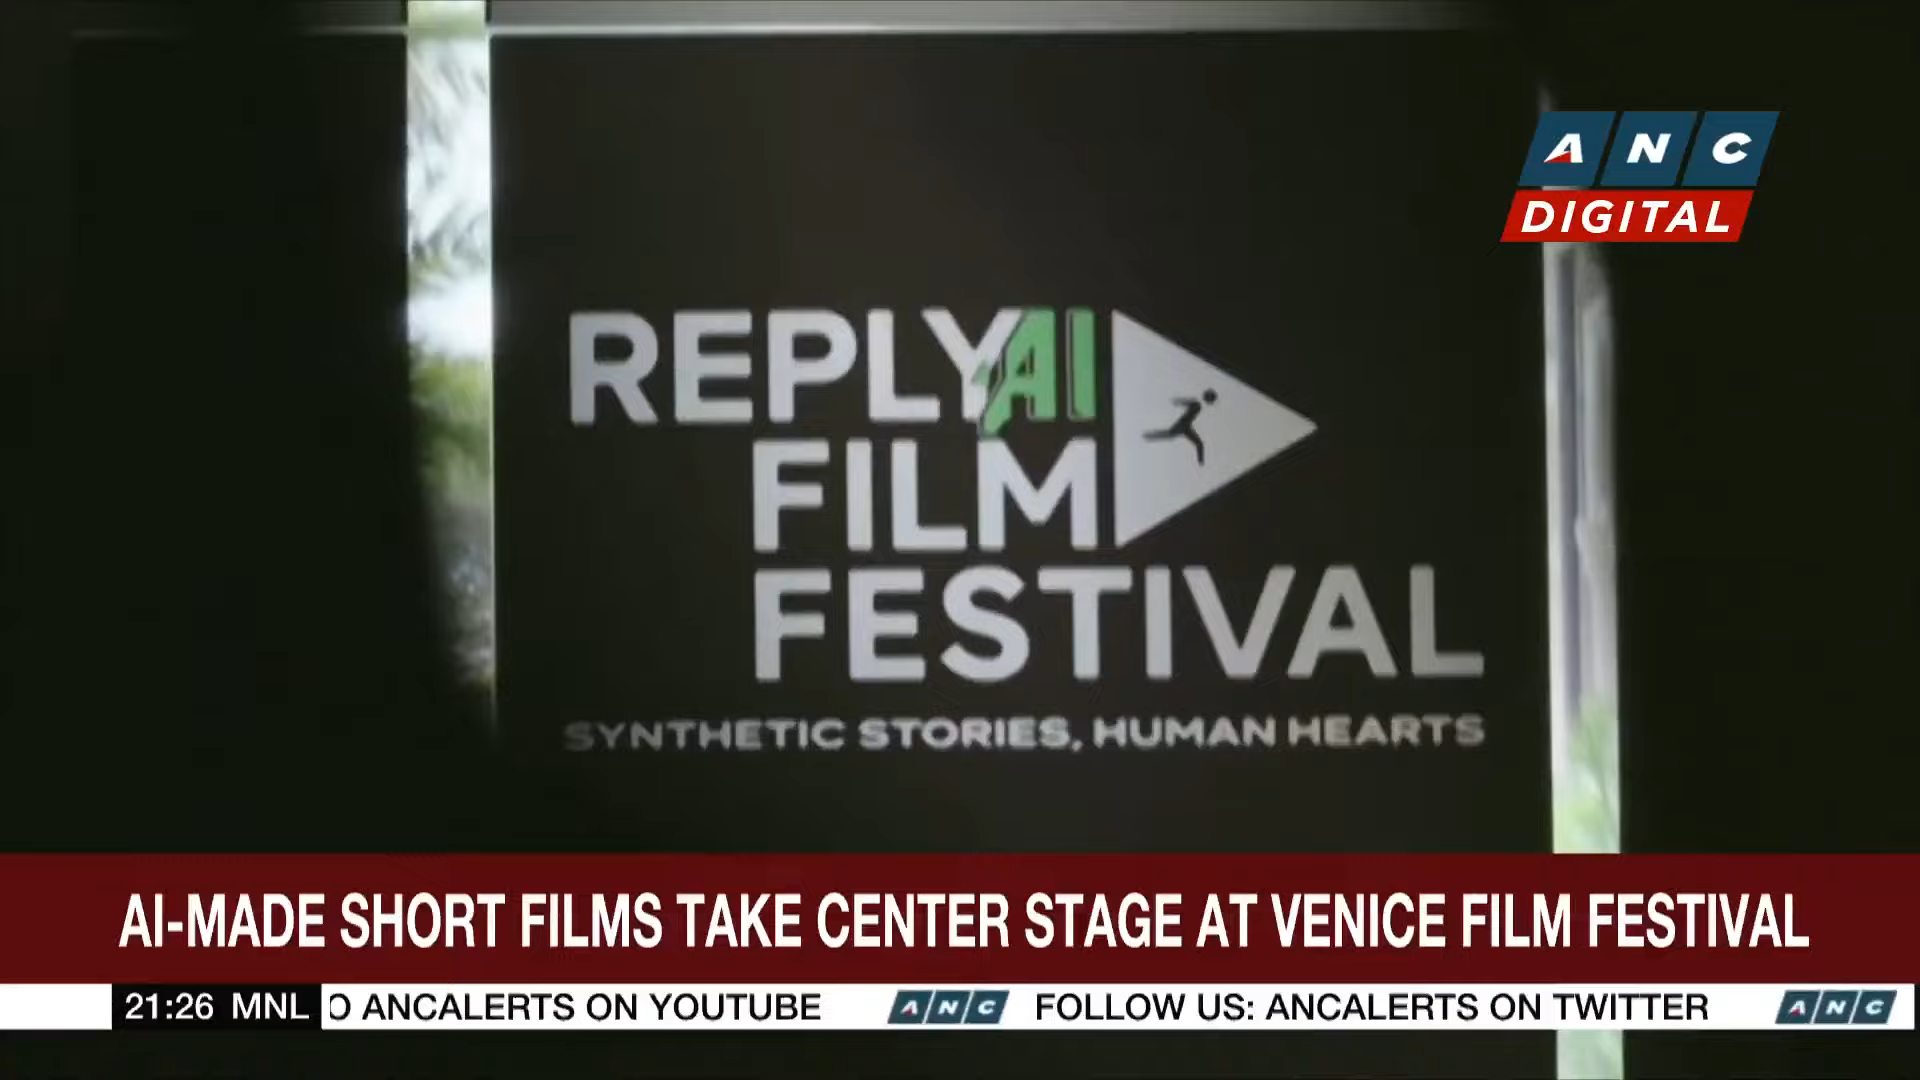 ANC
DIGITAL
REPLY AI
FILM
FESTIVAL
SYNTHETIC STORIES, HUMAN HEARTS
AI-MADE SHORT FILMS TAKE CENTER STAGE AT VENICE FILM FESTIVAL
21:26 MNL O ANCALERTS ON YOUTUBE ANC FOLLOW US: ANCALERTS ON TWITTER ANC